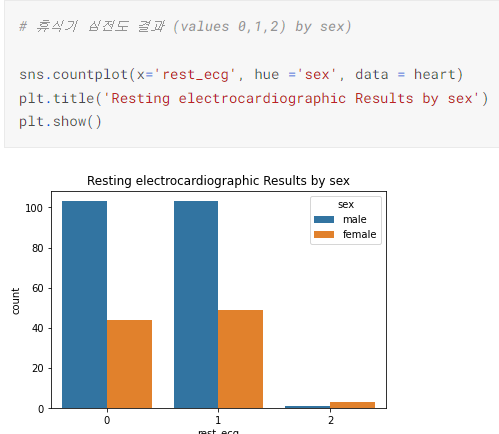 # 휴식기 심전도 결과 (values 0,1,2) by sex)
sns.countplot(x='rest_ecg', hue ='sex', data = heart)
plt.title('Resting electrocardiographic Results by sex')
plt.show()
Resting electrocardiographic Results by sex
sex
male
female
100
80
60
40
20
0
count
0 1 2
rest_ecg